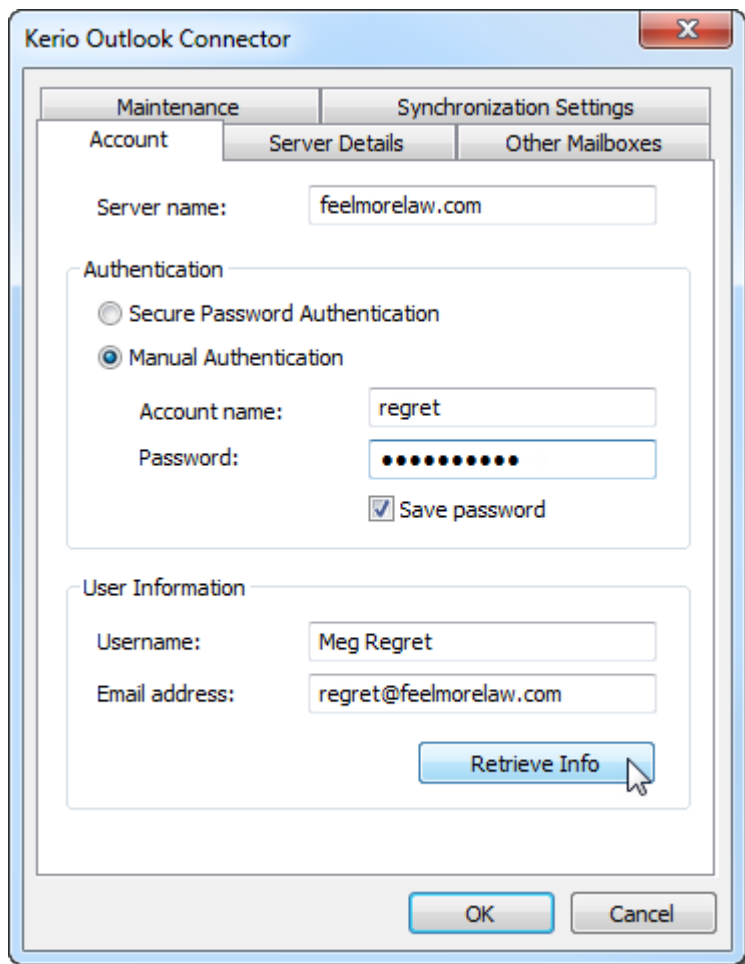 Kerio Outlook Connector
Maintenance
Synchronization Settings
Account
Server Details
Other Mailboxes
Server name:
feelmorelaw.com
Authentication
Secure Password Authentication
Manual Authentication
Account name:
regret
Password:
●●●●●●●●●●
Save password
User Information
Username:
Meg Regret
Email address:
regret@feelmorelaw.com
Retrieve Info
OK
Cancel